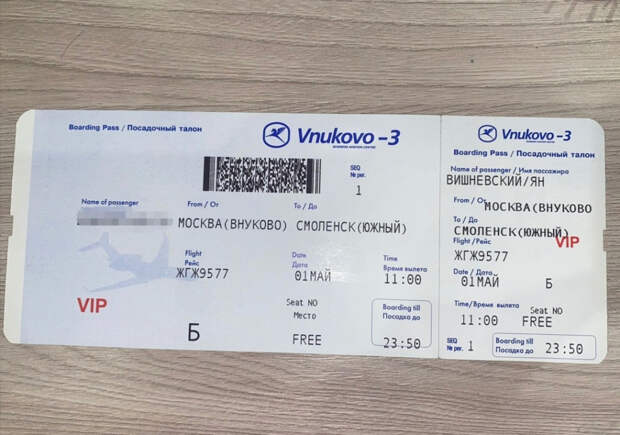 Boarding Pass / Посадочный талон
Vnukovo-3
SEQ
№ рег.
1
Name of passenger
From / От
To / До
МОСКВА(ВНУКОВО) СМОЛЕНСК(ЮЖНЫЙ)
Flight
Рейс
ЖГЖ9577
Date
Дата
01МАЙ
Time
Время вылета
11:00
VIP
Б
Seat NO
Место
FREE
Boarding till
Посадка до
23:50
Vnukovo-3
Boarding Pass / Посадочный талон
Name of passenger / Имя пассажира
ВИШНЕВСКИЙ/ЯН
From / От
МОСКВА(ВНУКОВО
To / До
СМОЛЕНСК(ЮЖНЫЙ)
Flight / Рейс
VIP
ЖГЖ9577
Date / Дата
01МАЙ Б
Time/Время вылета
Seat NO
11:00 FREE
SEQ
№ рег.
1
Boarding till
Посадка до
23:50